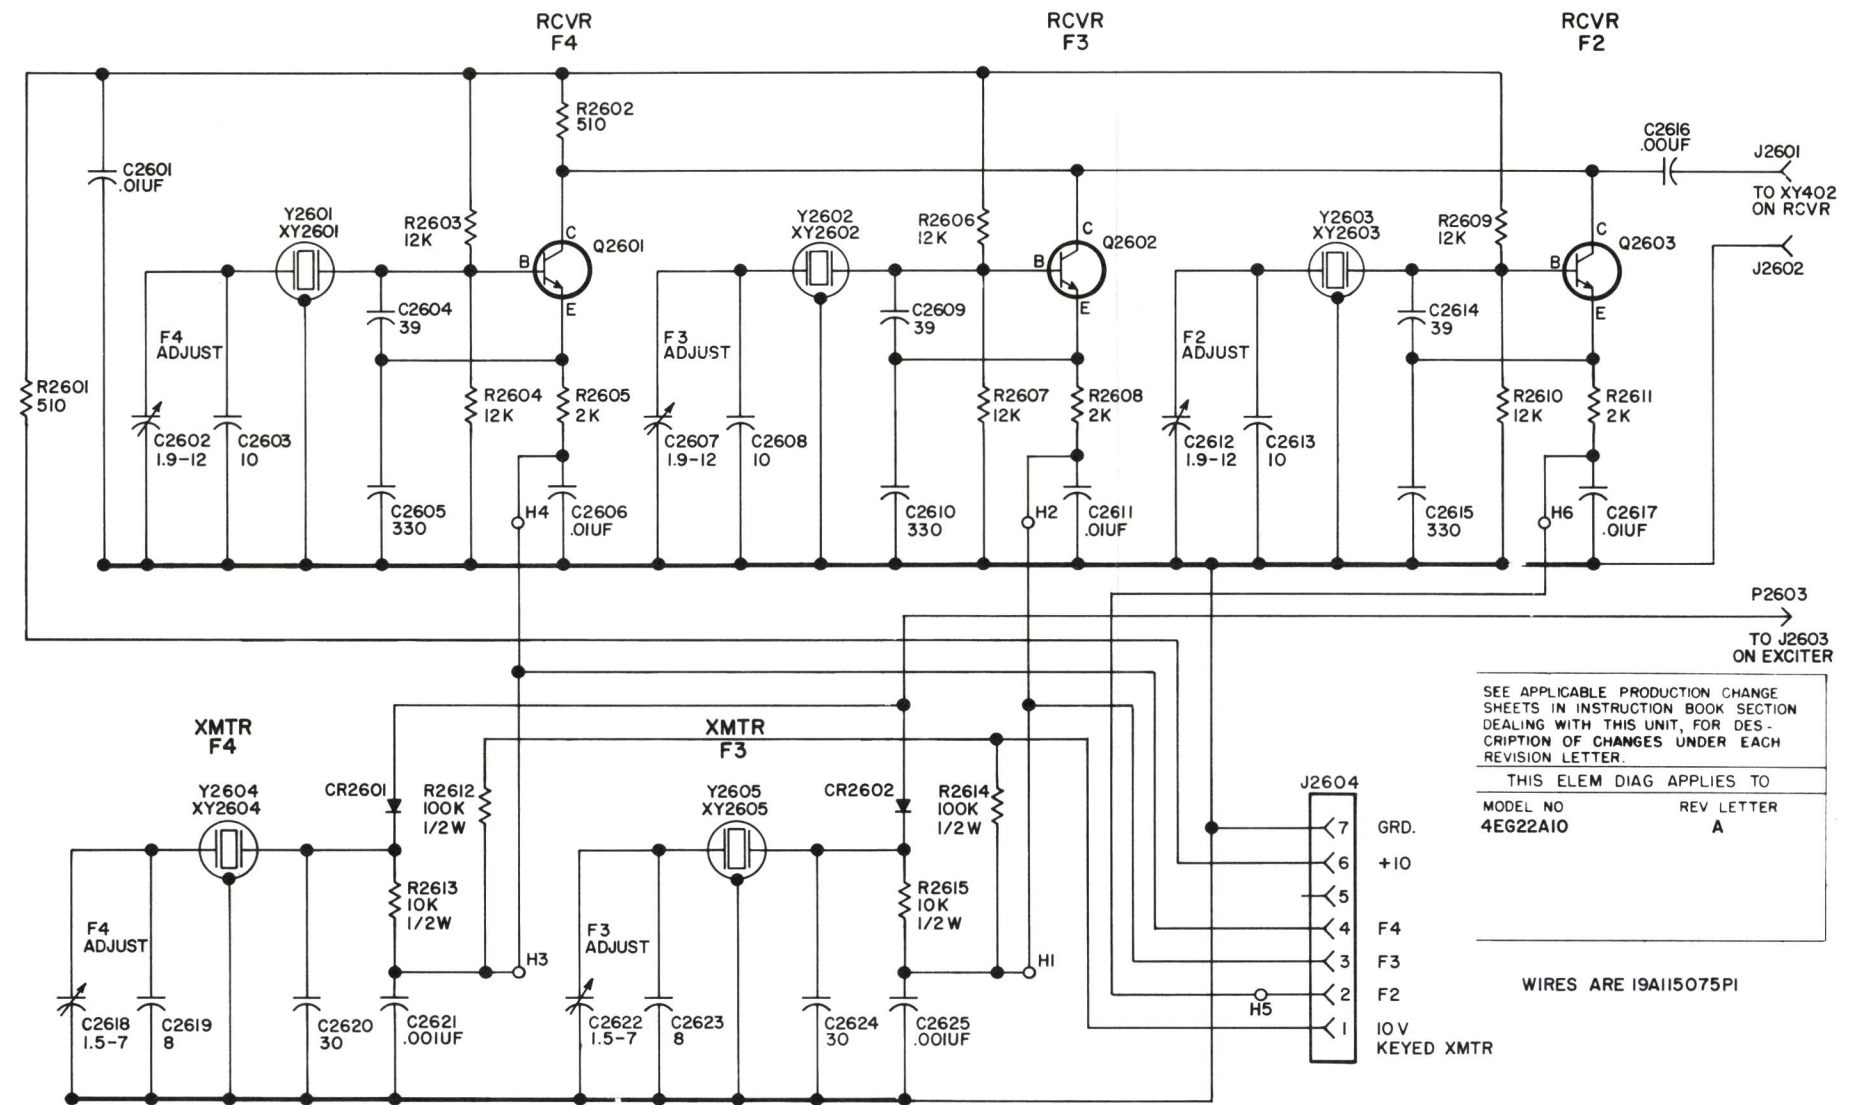 RCVR
F4
RCVR
F3
RCVR
F2
R2602
510
C2616
.00UF
J2601
TO XY402
ON RCVR
J2602
C2601
.01UF
Y2601
XY2601
R2603
12K
C
B
E
Q2601
Y2602
XY2602
R2606
12K
C
B
E
Q2602
Y2603
XY2603
R2609
12K
C
B
E
Q2603
C2604
39
C2609
39
C2614
39
F4
ADJUST
F3
ADJUST
F2
ADJUST
R2601
510
C2602
1.9-12
C2603
10
R2604
12K
R2605
2K
C2607
1.9-12
C2608
10
R2607
12K
R2608
2K
C2612
1.9-12
C2613
10
R2610
12K
R2611
2K
C2605
330
H4
C2606
.01UF
C2610
330
H2
C2611
.01UF
C2615
330
H6
C2617
.01UF
P2603
TO J2603
ON EXCITER
SEE APPLICABLE PRODUCTION CHANGE
SHEETS IN INSTRUCTION BOOK SECTION
DEALING WITH THIS UNIT, FOR DES-
CRIPTION OF CHANGES UNDER EACH
REVISION LETTER.
THIS ELEM DIAG APPLIES TO
MODEL NO REV LETTER
4EG22A10 A
XMTR
F4
XMTR
F3
Y2604
XY2604
CR2601
R2612
100K
1/2W
Y2605
XY2605
CR2602
R2614
100K
1/2W
J2604
7 GRD.
6 +10
5
4 F4
3 F3
2 F2
H5
1 10V
KEYED XMTR
R2613
10K
1/2W
R2615
10K
1/2W
F4
ADJUST
H3
F3
ADJUST
H1
C2618
1.5-7
C2619
8
C2620
30
C2621
.001UF
C2622
1.5-7
C2623
8
C2624
30
C2625
.001UF
WIRES ARE 19A115075P1